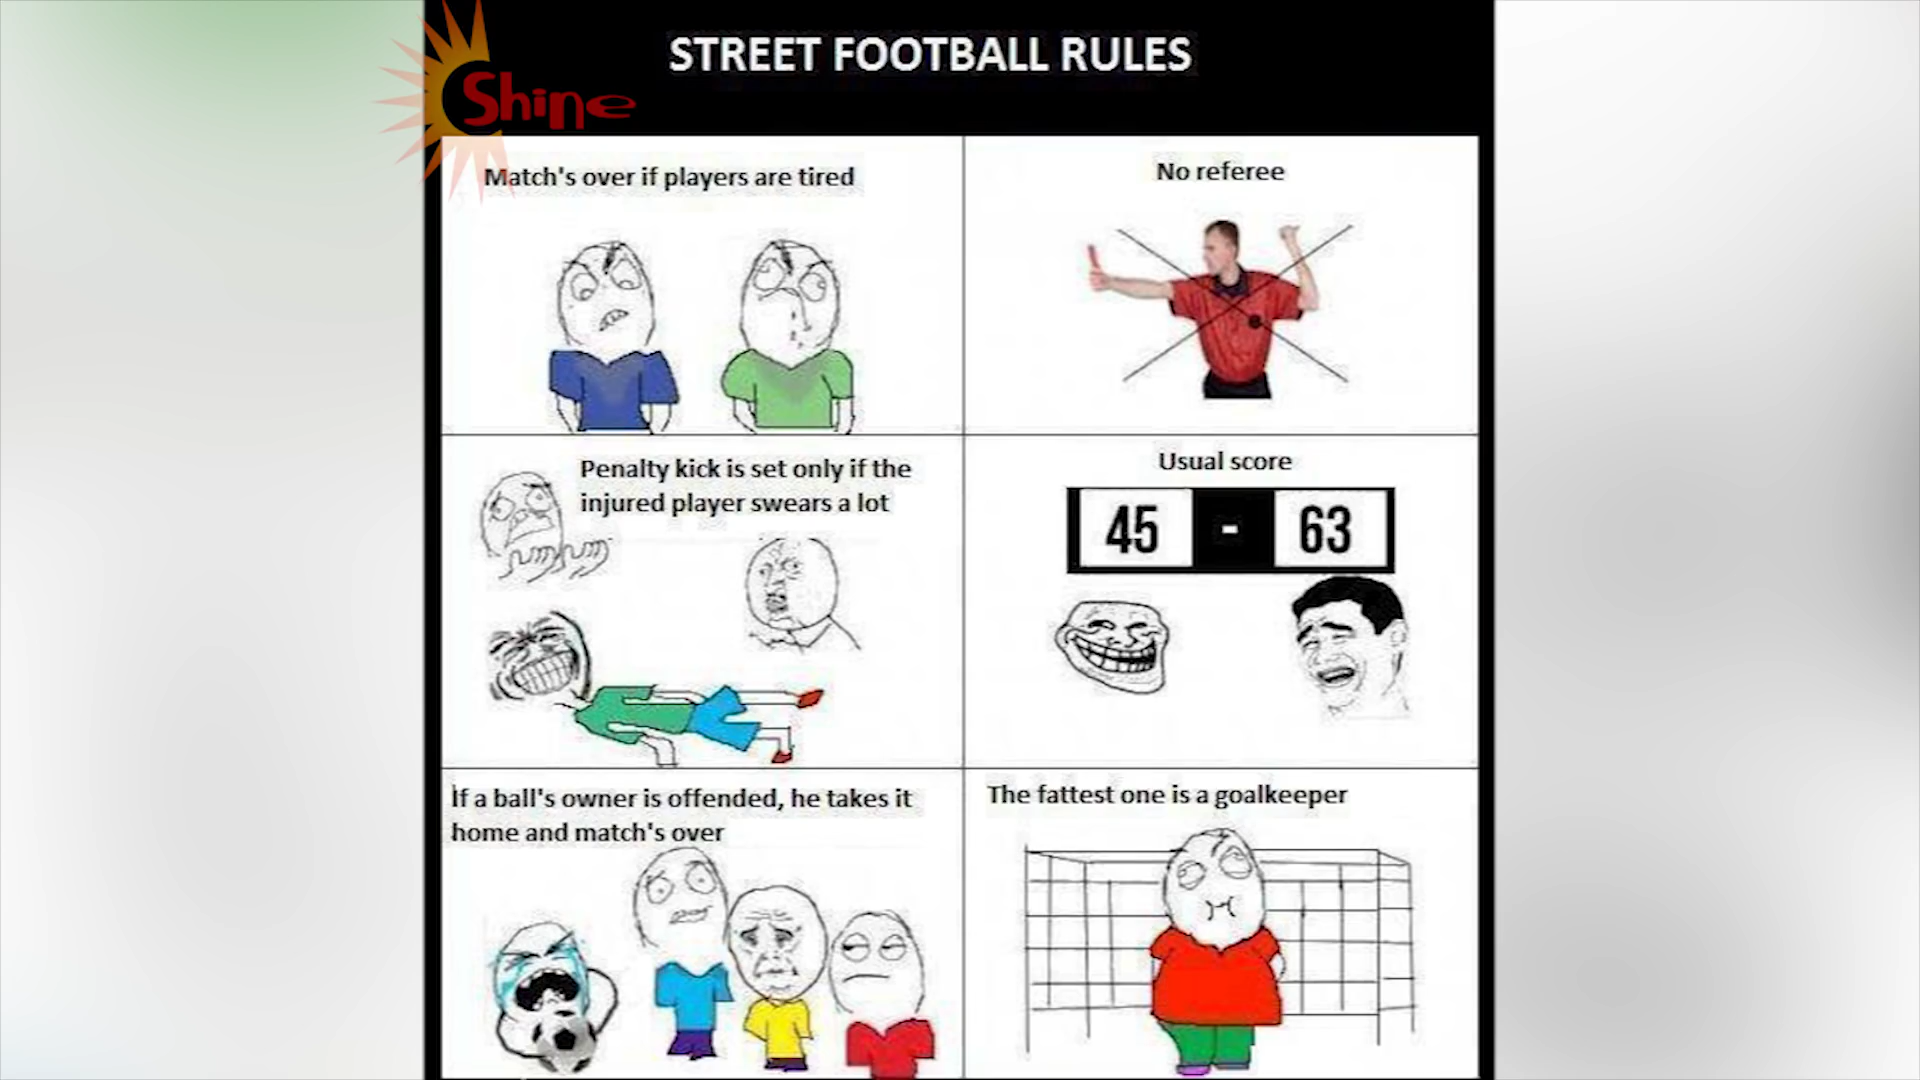 STREET FOOTBALL RULES
Shine
Match's over if players are tired
No referee
Penalty kick is set only if the
injured player swears a lot
Usual score
45 - 63
If a ball's owner is offended, he takes it
home and match's over
The fattest one is a goalkeeper